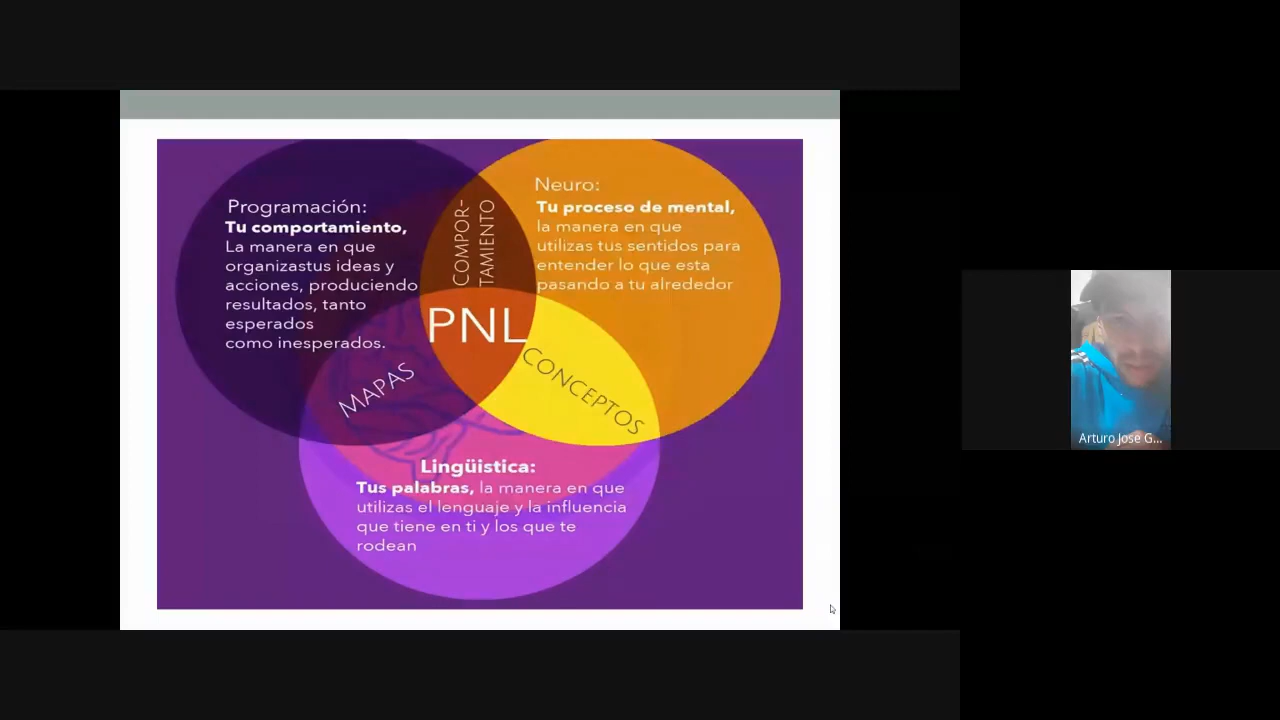 Programación:
Tu comportamiento,
La manera en que
organizastus ideas y
acciones, produciendo
resultados, tanto
esperados
como inesperados.
COMPOR-
TAMIENTO
Neuro:
Tu proceso de mental,
la manera en que
utilizas tus sentidos para
entender lo que esta
pasando a tu alrededor
PNL
MAPAS
CONCEPTOS
Lingüistica:
Tus palabras, la manera en que
utilizas el lenguaje y la influencia
que tiene en ti y los que te
rodean
Arturo Jose G...